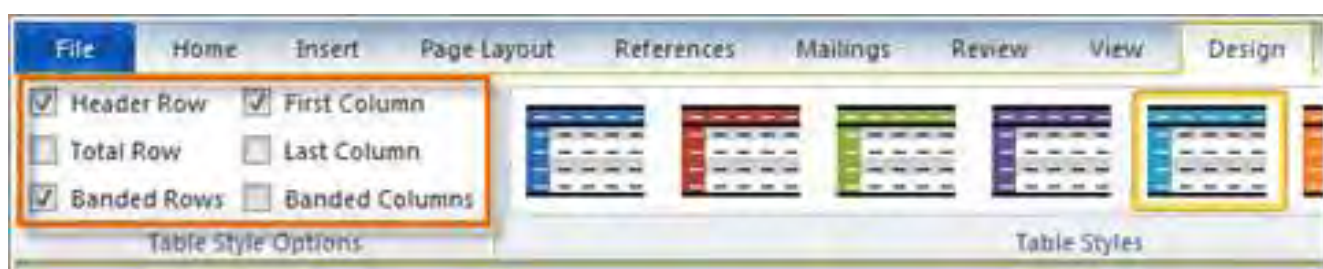 File Home Insert Page Layout References Mailings Review View Design
Header Row First Column
Total Row Last Column
Banded Rows Banded Columns
Table Style Options Table Styles